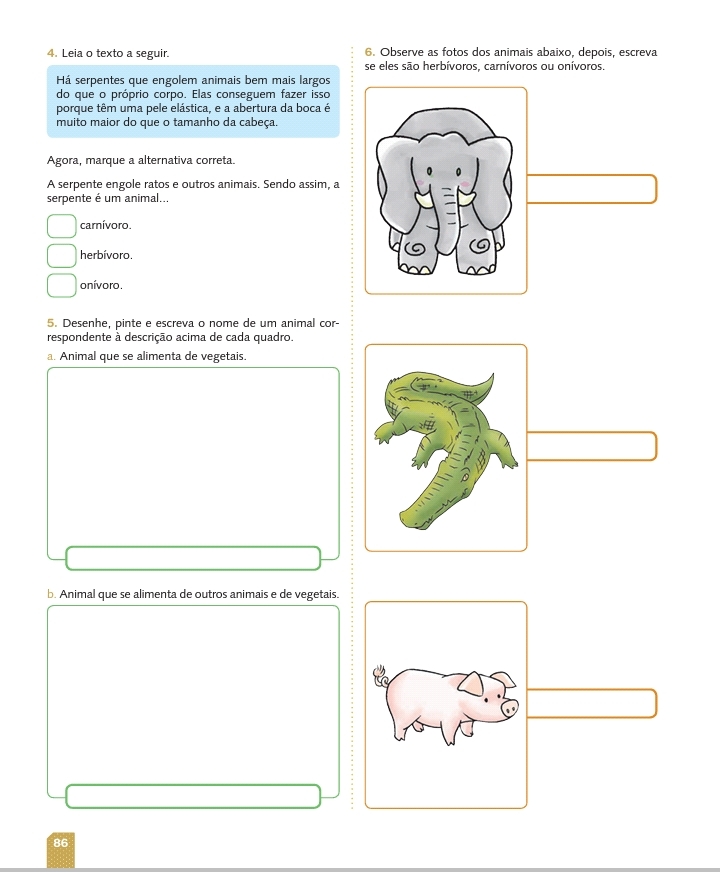 4. Leia o texto a seguir.
Há serpentes que engolem animais bem mais largos
do que o próprio corpo. Elas conseguem fazer isso
porque têm uma pele elástica, e a abertura da boca é
muito maior do que o tamanho da cabeça.
Agora, marque a alternativa correta.
A serpente engole ratos e outros animais. Sendo assim, a
serpente é um animal...
carnívoro.
herbívoro.
onívoro.
5. Desenhe, pinte e escreva o nome de um animal cor-
respondente à descrição acima de cada quadro.
a. Animal que se alimenta de vegetais.
b. Animal que se alimenta de outros animais e de vegetais.
6. Observe as fotos dos animais abaixo, depois, escreva
se eles são herbívoros, carnívoros ou onívoros.
86